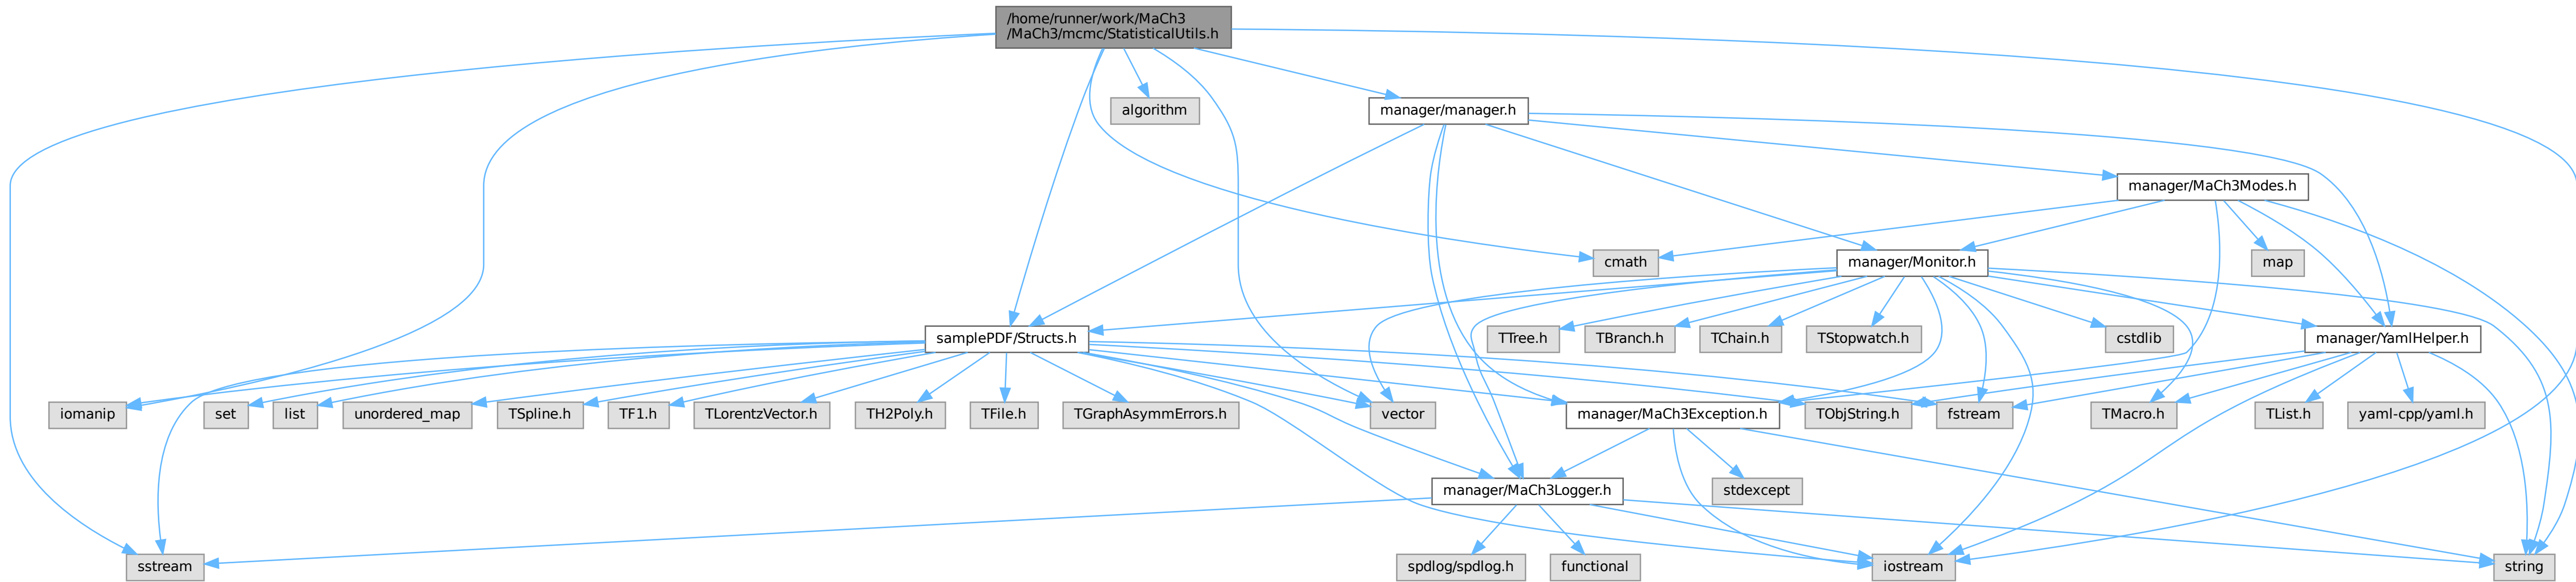 /home/runner/work/MaCh3
/MaCh3/mcmc/StatisticalUtils.h
algorithm
manager/manager.h
manager/MaCh3Modes.h
cmath
manager/Monitor.h
map
samplePDF/Structs.h
TTree.h
TBranch.h
TChain.h
TStopwatch.h
cstdlib
manager/YamlHelper.h
iomanip
set
list
unordered_map
TSpline.h
TF1.h
TLorentzVector.h
TH2Poly.h
TFile.h
TGraphAsymmErrors.h
vector
manager/MaCh3Exception.h
TObjString.h
fstream
TMacro.h
TList.h
yaml-cpp/yaml.h
manager/MaCh3Logger.h
stdexcept
sstream
spdlog/spdlog.h
functional
iostream
string